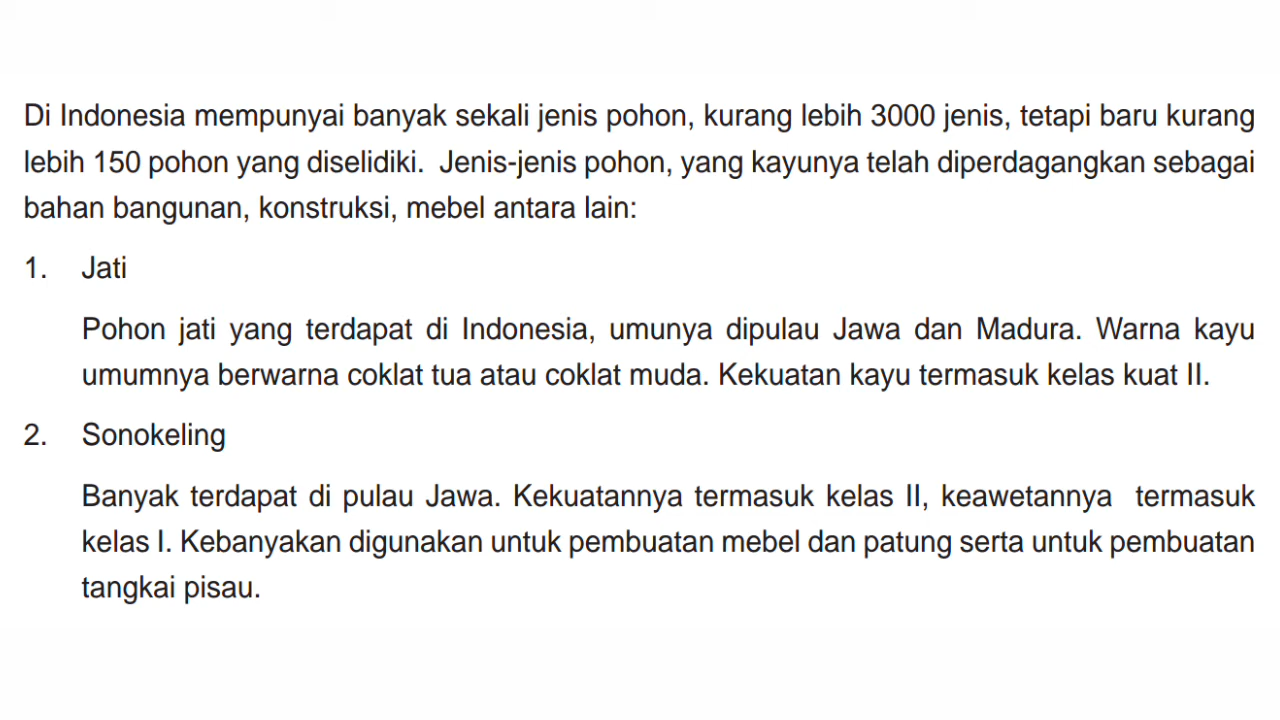 Di Indonesia mempunyai banyak sekali jenis pohon, kurang lebih 3000 jenis, tetapi baru kurang
lebih 150 pohon yang diselidiki.  Jenis-jenis pohon, yang kayunya telah diperdagangkan sebagai
bahan bangunan, konstruksi, mebel antara lain:
1. Jati
Pohon jati yang terdapat di Indonesia, umunya dipulau Jawa dan Madura. Warna kayu
umumnya berwarna coklat tua atau coklat muda. Kekuatan kayu termasuk kelas kuat II.
2. Sonokeling
Banyak terdapat di pulau Jawa. Kekuatannya termasuk kelas II, keawetannya  termasuk
kelas I. Kebanyakan digunakan untuk pembuatan mebel dan patung serta untuk pembuatan
tangkai pisau.